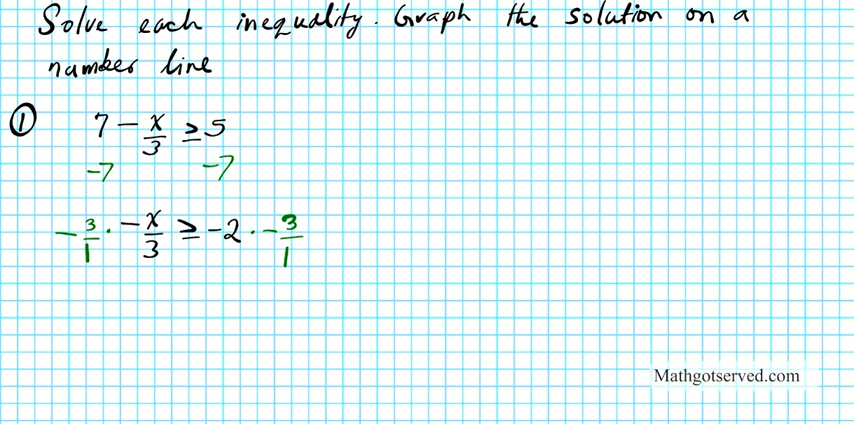 Solve each inequality. Graph the solution on a
number line
① 7 - x/3 ≥ 5
-7 -7
-3/1 · -x/3 ≥ -2 · -3/1
Mathgotserved.com